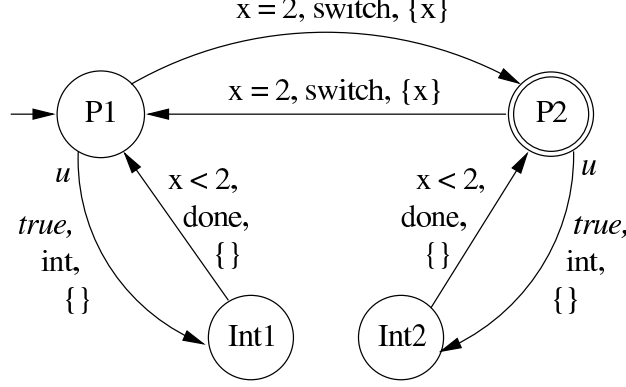 x = 2, switch, {x}
x = 2, switch, {x}
P1
P2
u
u
x < 2,
done,
{}
x < 2,
done,
{}
true,
int,
{}
true,
int,
{}
Int1
Int2